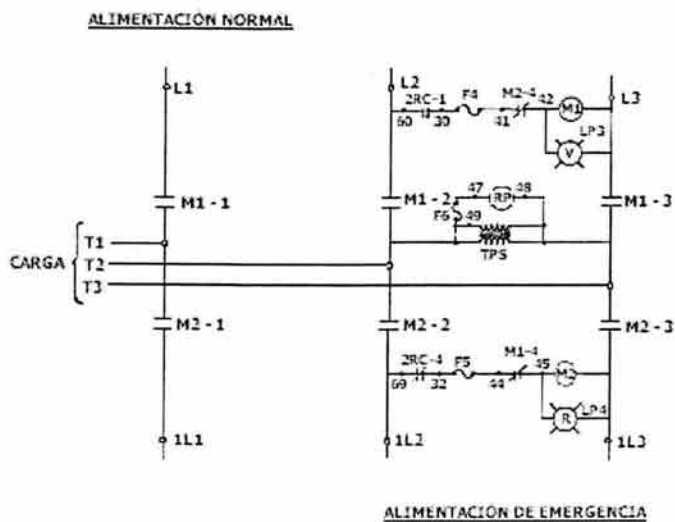 ALIMENTACIÓN NORMAL
L1
L2
L3
2RC-1
F4
M2-4
42
M1
60
30
41
LP3
V
M1 - 1
M1 - 2
M1 - 3
47
RP
48
F6
49
TPS
CARGA
T1
T2
T3
M2 - 1
M2 - 2
M2 - 3
2RC-4
F5
M1-4
45
M2
69
32
44
LP4
R
1L1
1L2
1L3
ALIMENTACIÓN DE EMERGENCIA